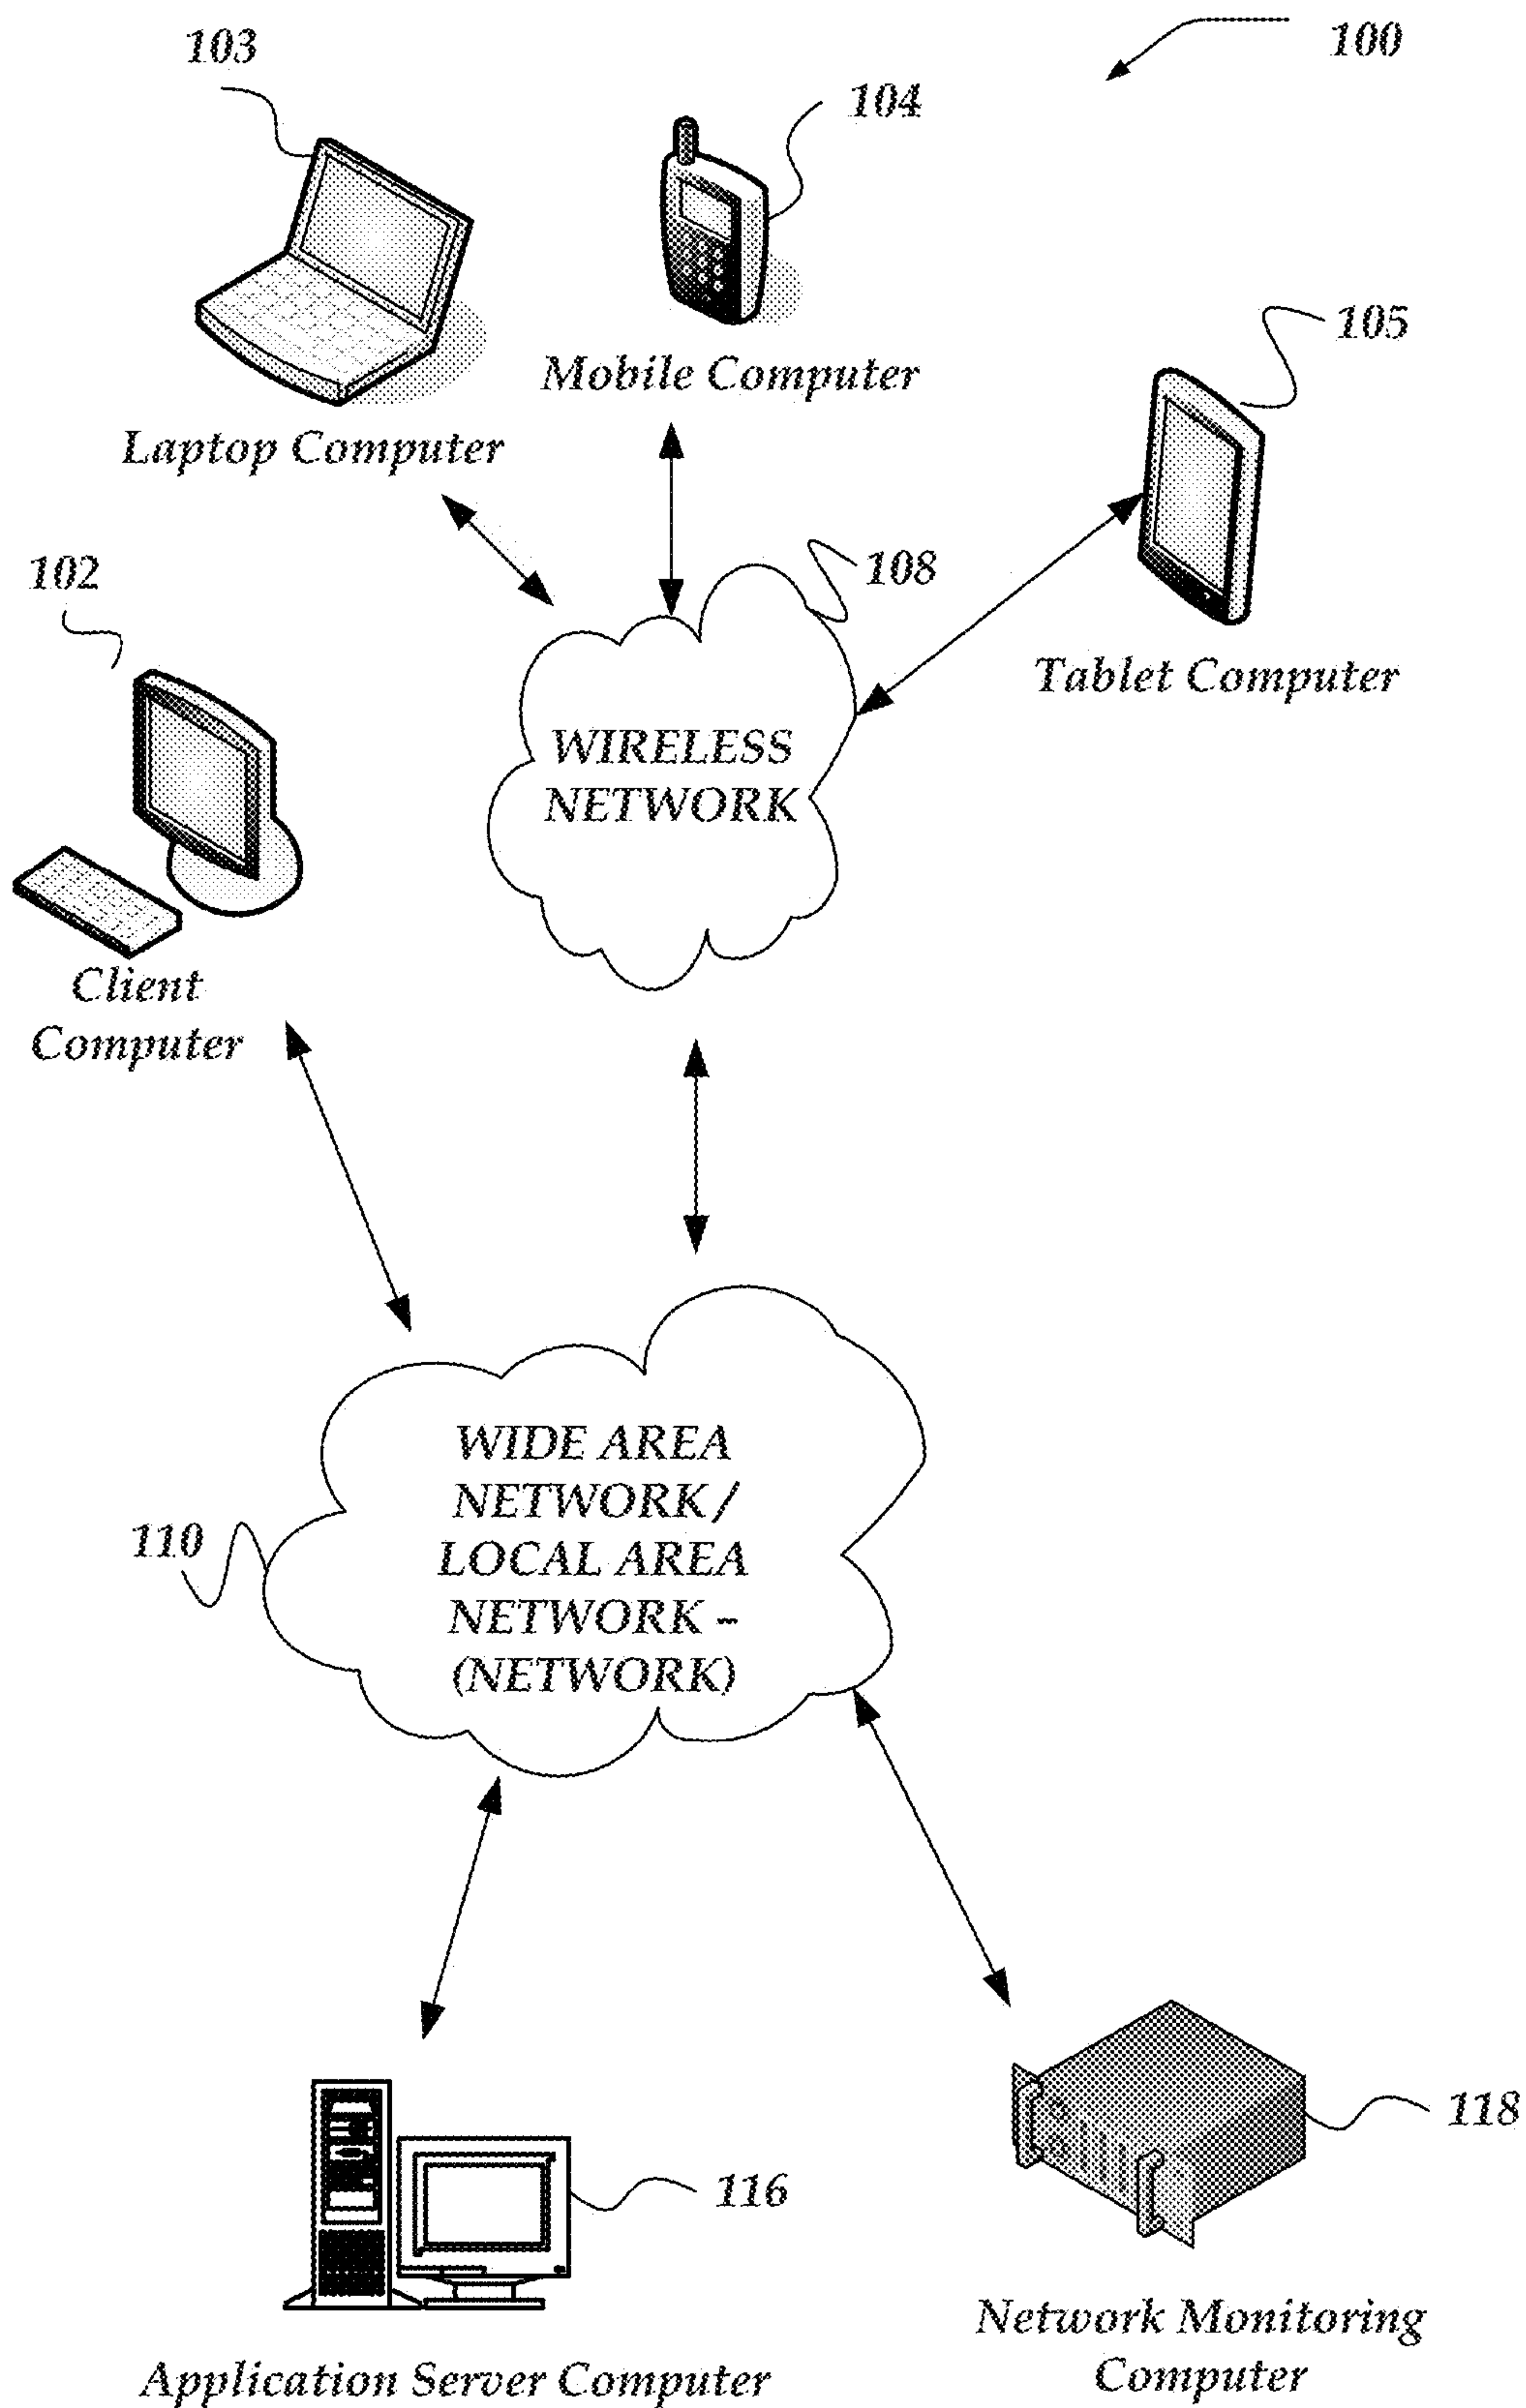 100
103
104
Mobile Computer
Laptop Computer
105
Tablet Computer
102
108
WIRELESS
NETWORK
Client
Computer
WIDE AREA
NETWORK /
LOCAL AREA
NETWORK –
(NETWORK)
110
116
118
Application Server Computer
Network Monitoring
Computer